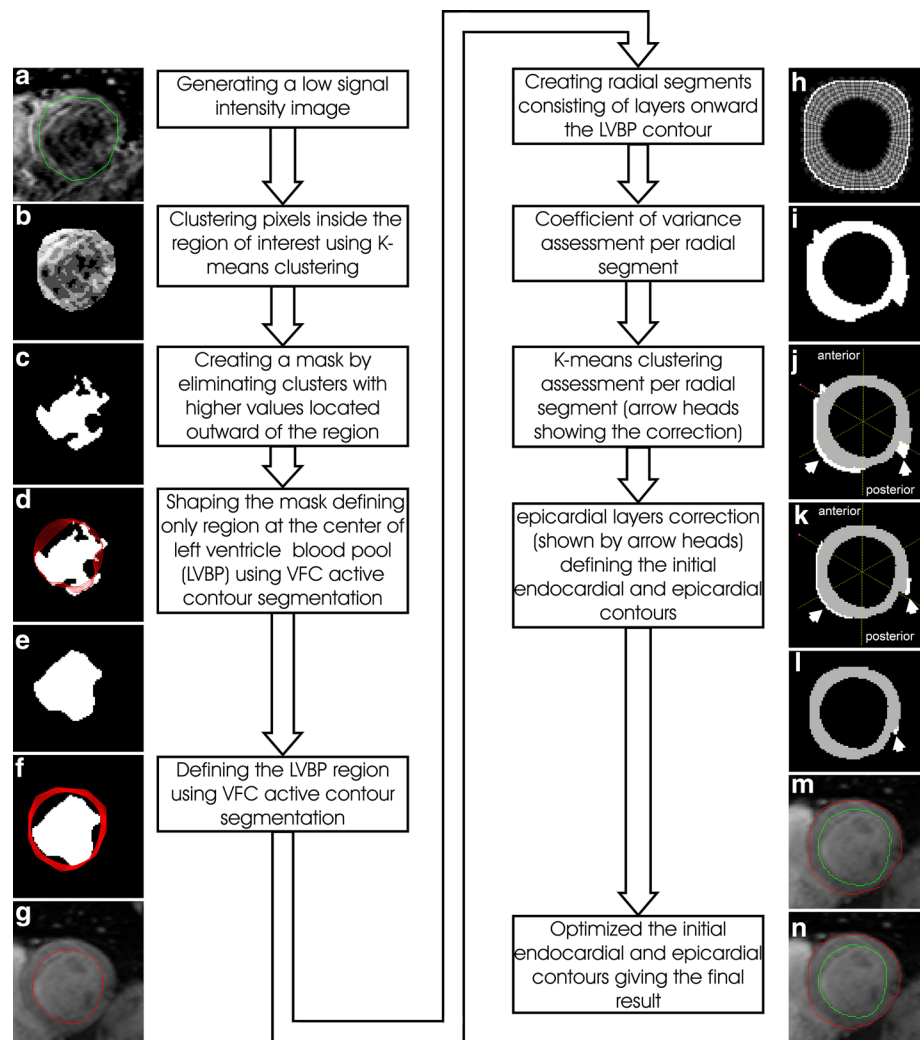 a
Generating a low signal
intensity image
b
Clustering pixels inside the
region of interest using K-
means clustering
c
Creating a mask by
eliminating clusters with
higher values located
outward of the region
d
Shaping the mask defining
only region at the center of
left ventricle blood pool
(LVBP) using VFC active
contour segmentation
e
f
Defining the LVBP region
using VFC active contour
segmentation
g
Creating radial segments
consisting of layers onward
the LVBP contour
h
Coefficient of variance
assessment per radial
segment
i
K-means clustering
assessment per radial
segment (arrow heads
showing the correction)
j
anterior
posterior
epicardial layers correction
(shown by arrow heads)
defining the initial
endocardial and epicardial
contours
k
anterior
posterior
l
m
Optimized the initial
endocardial and epicardial
contours giving the final
result
n